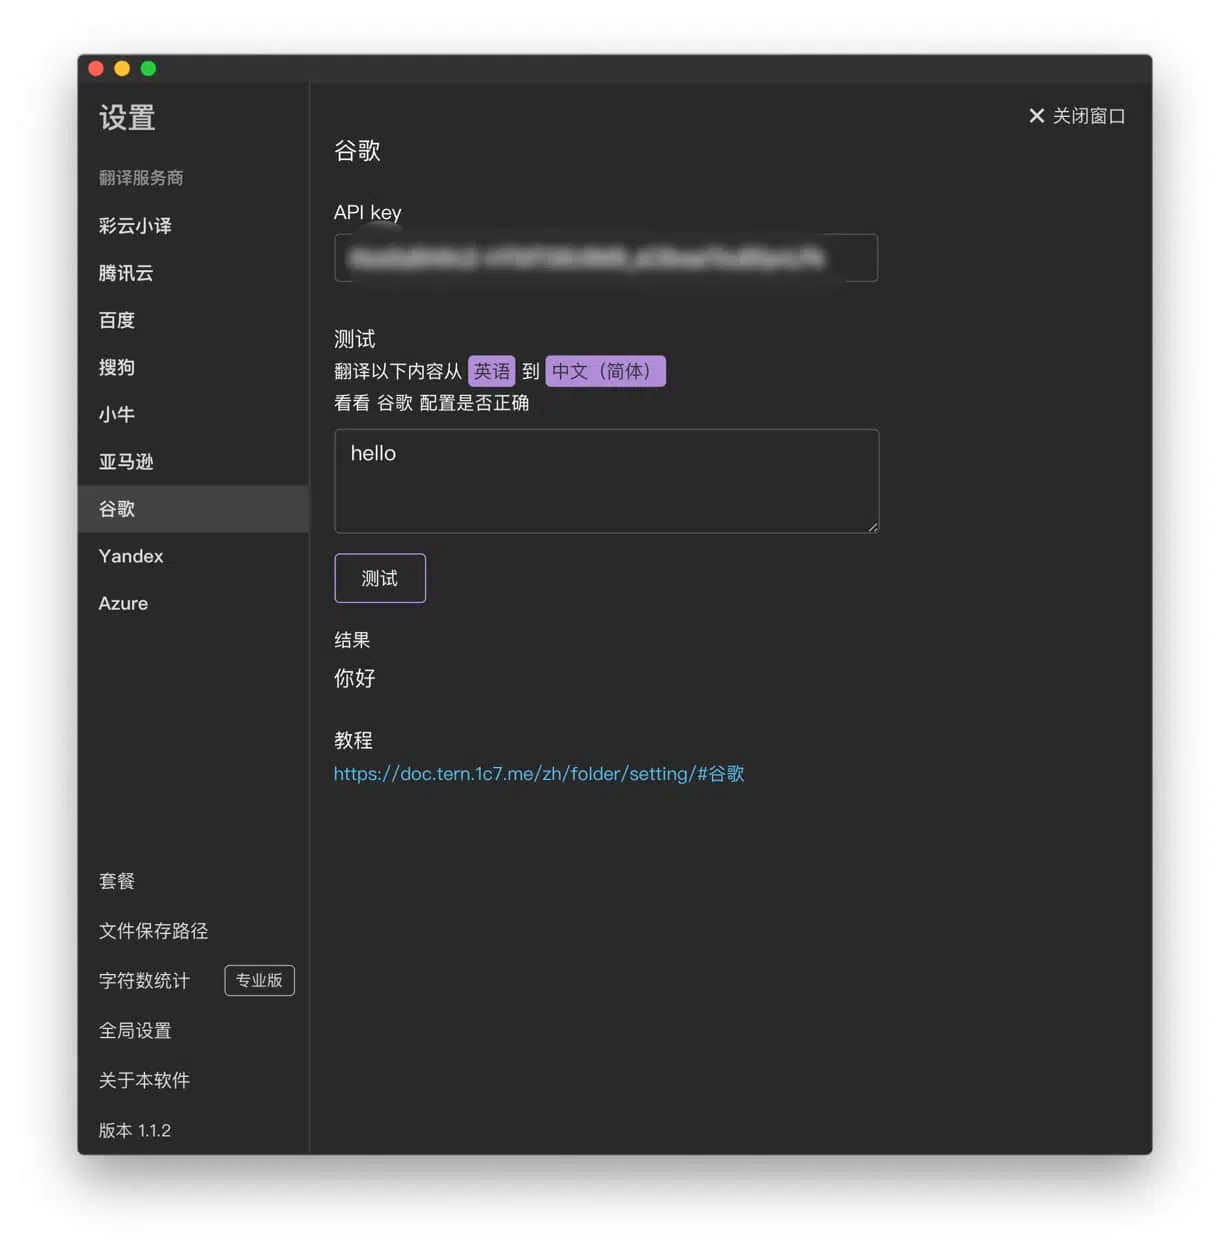 设置
翻译服务商
彩云小译
腾讯云
百度
搜狗
小牛
亚马逊
谷歌
Yandex
Azure
套餐
文件保存路径
字符数统计 专业版
全局设置
关于本软件
版本 1.1.2
✕ 关闭窗口
谷歌
API key
测试
翻译以下内容从 英语 到 中文（简体）
看看 谷歌 配置是否正确
hello
测试
结果
你好
教程
https://doc.tern.1c7.me/zh/folder/setting/#谷歌